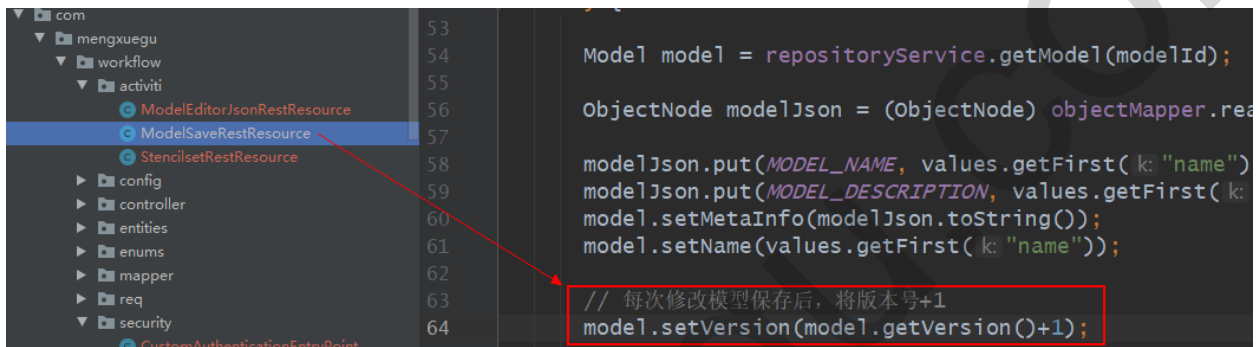 com
mengxuegu
workflow
activiti
ModelEditorJsonRestResource
ModelSaveRestResource
StencilsetRestResource
config
controller
entities
enums
mapper
req
security
CustomAuthenticationEntryPoint
53
54 Model model = repositoryService.getModel(modelId);
55
56 ObjectNode modelJson = (ObjectNode) objectMapper.rea
57
58 modelJson.put(MODEL_NAME, values.getFirst( k: "name")
59 modelJson.put(MODEL_DESCRIPTION, values.getFirst( k:
60 model.setMetaInfo(modelJson.toString());
61 model.setName(values.getFirst( k: "name"));
62
63 // 每次修改模型保存后，将版本号+1
64 model.setVersion(model.getVersion()+1);